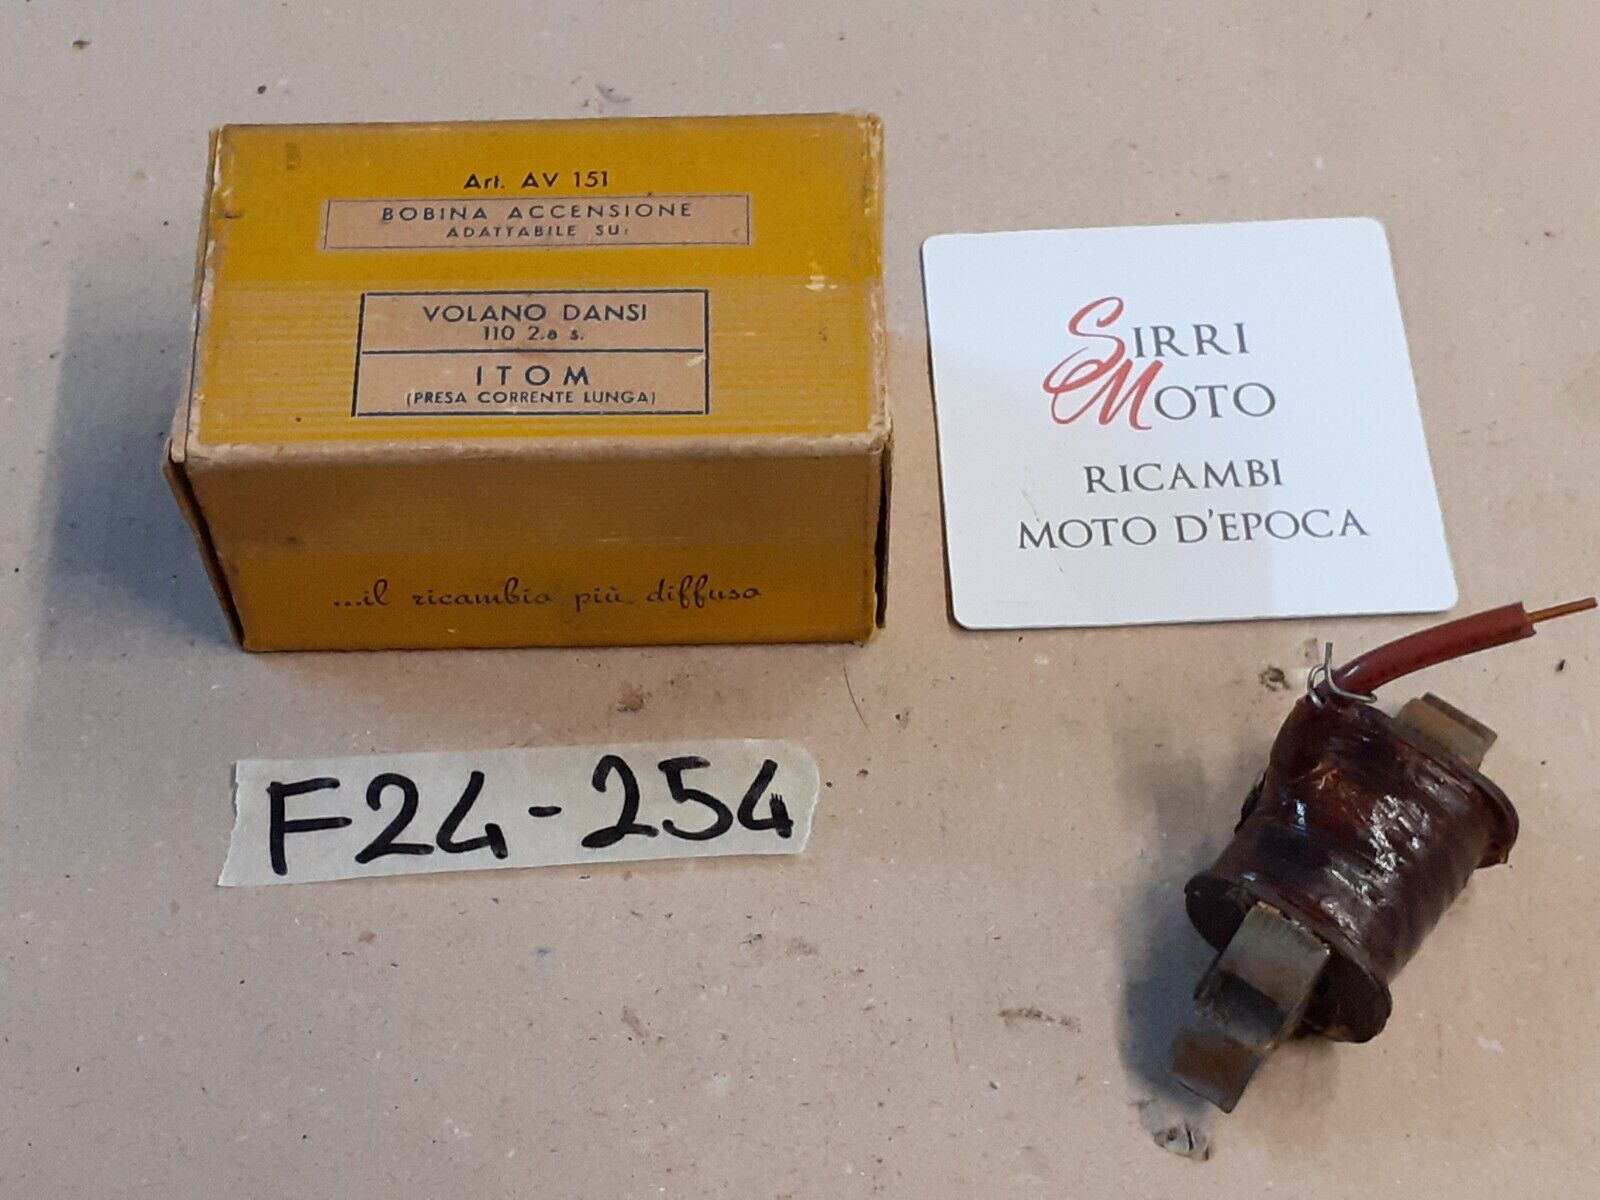 Art. AV 151
BOBINA ACCENSIONE
ADATTABILE SU:
VOLANO DANSI
110 2.a s.
ITOM
(PRESA CORRENTE LUNGA)
...il ricambio più diffuso
SIRRI
MOTO
RICAMBI
MOTO D'EPOCA
F24-254